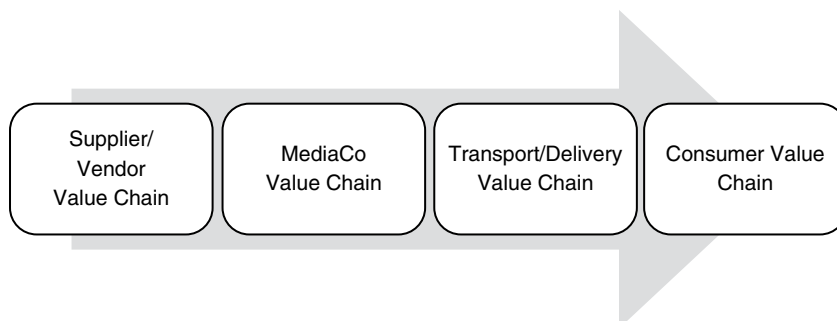 Supplier/
Vendor
Value Chain
MediaCo
Value Chain
Transport/Delivery
Value Chain
Consumer Value
Chain